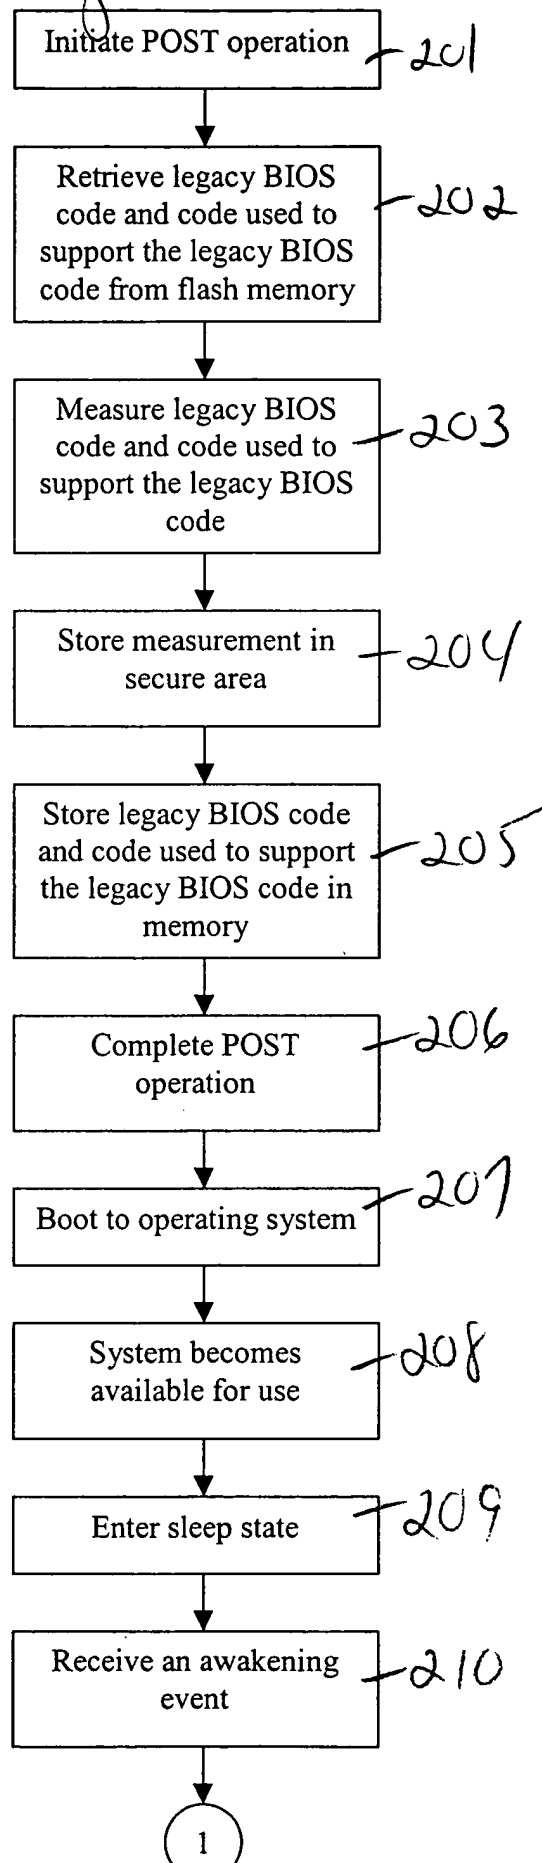 Initiate POST operation
201
Retrieve legacy BIOS
code and code used to
support the legacy BIOS
code from flash memory
202
Measure legacy BIOS
code and code used to
support the legacy BIOS
code
203
Store measurement in
secure area
204
Store legacy BIOS code
and code used to support
the legacy BIOS code in
memory
205
Complete POST
operation
206
Boot to operating system
207
System becomes
available for use
208
Enter sleep state
209
Receive an awakening
event
210
1